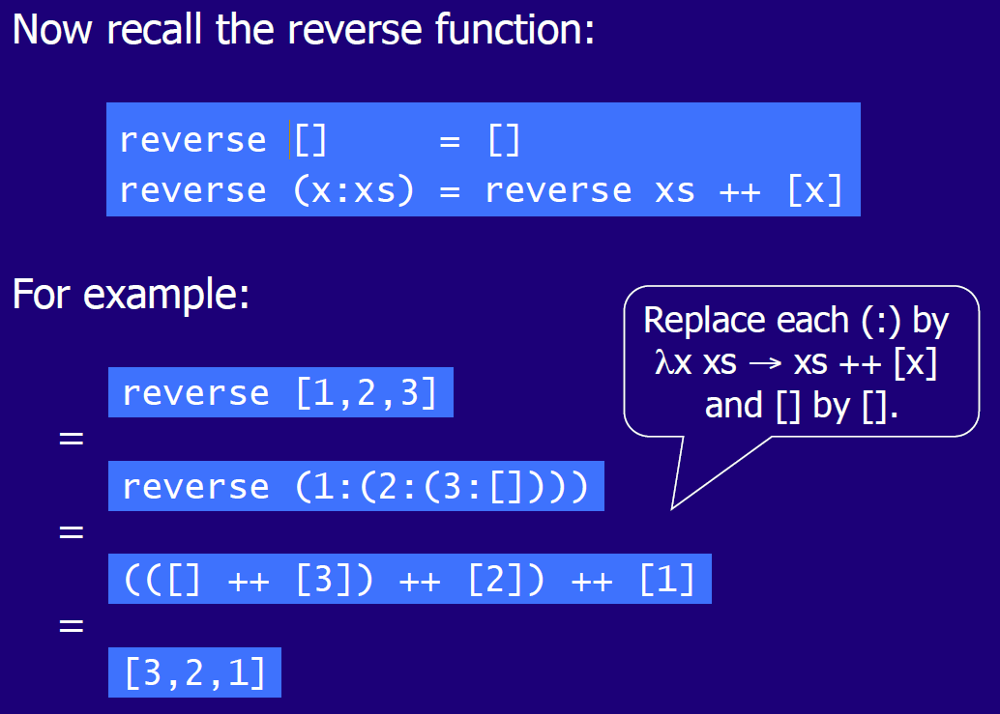 Now recall the reverse function:
reverse []     = []
reverse (x:xs) = reverse xs ++ [x]
For example:
Replace each (:) by
λx xs → xs ++ [x]
and [] by [].
reverse [1,2,3]
=
reverse (1:(2:(3:[])))
=
(([] ++ [3]) ++ [2]) ++ [1]
=
[3,2,1]